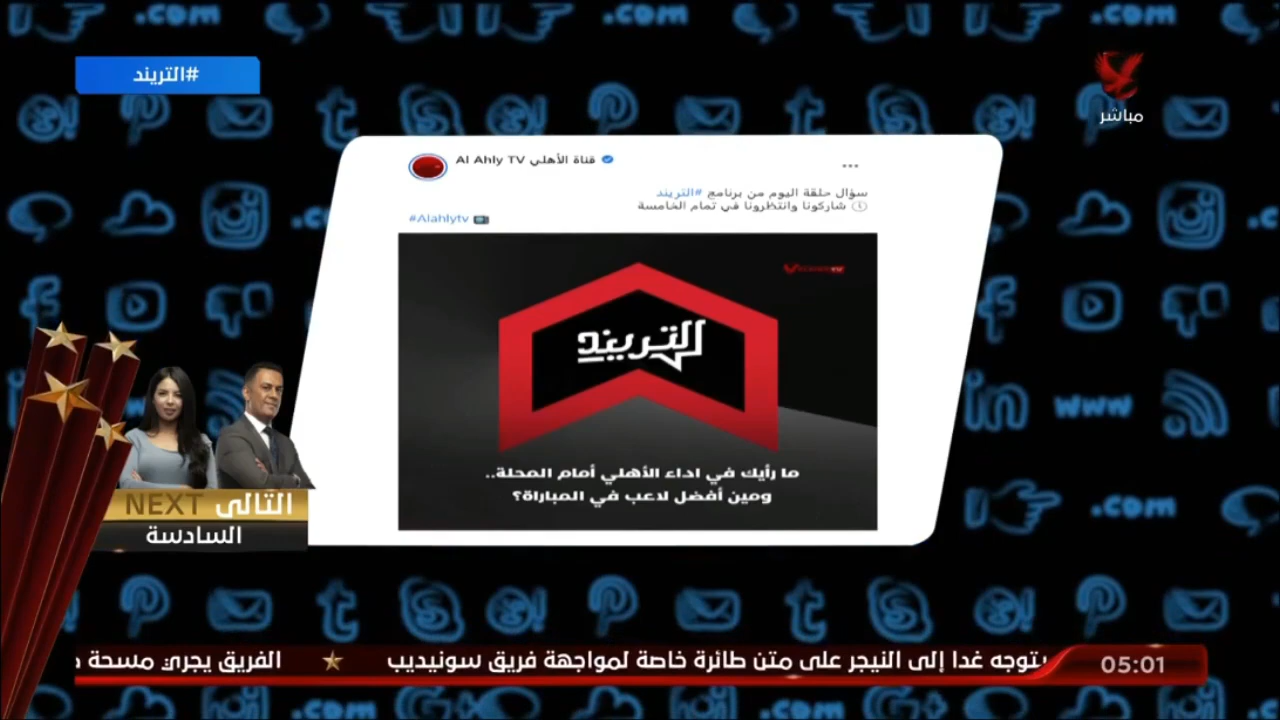 #التريند
مباشر
قناة الأهلي Al Ahly TV
سؤال حلقة اليوم من برنامج #التريند
شاركونا وانتظرونا في تمام الخامسة
#Alahlytv
التريند
ما رأيك في اداء الأهلي أمام المحلة..
ومين أفضل لاعب في المباراة؟
التالى NEXT
السادسة
يتوجه غدا إلى النيجر على متن طائرة خاصة لمواجهة فريق سونيديب ★ الفريق يجري مسحة
05:01
.com
www